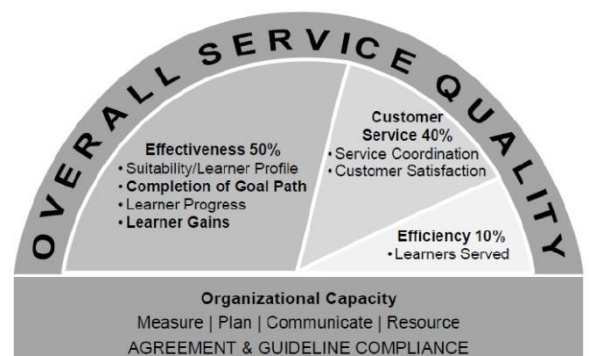 OVERALL SERVICE QUALITY
Effectiveness 50%
• Suitability/Learner Profile
• Completion of Goal Path
• Learner Progress
• Learner Gains
Customer
Service 40%
• Service Coordination
• Customer Satisfaction
Efficiency 10%
• Learners Served
Organizational Capacity
Measure | Plan | Communicate | Resource
AGREEMENT & GUIDELINE COMPLIANCE